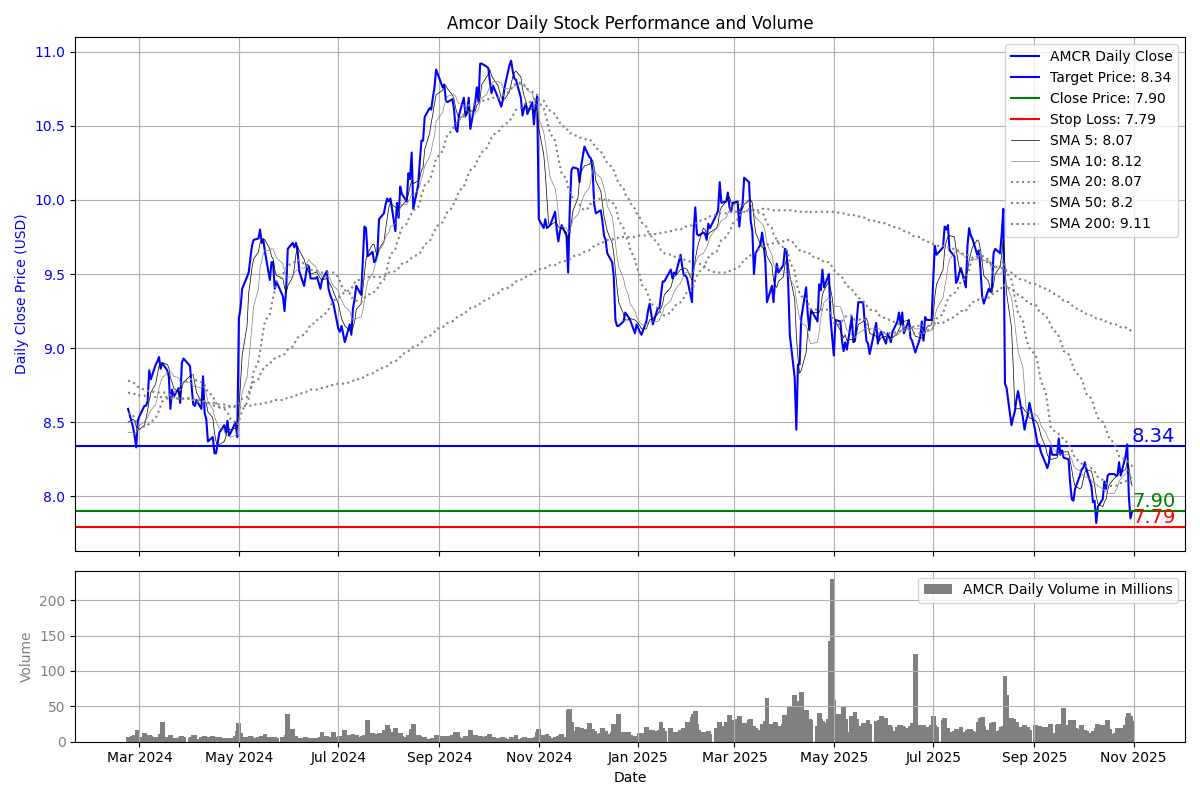 Amcor Daily Stock Performance and Volume
Daily Close Price (USD)
11.0
10.5
10.0
9.5
9.0
8.5
8.0
AMCR Daily Close
Target Price: 8.34
Close Price: 7.90
Stop Loss: 7.79
SMA 5: 8.07
SMA 10: 8.12
SMA 20: 8.07
SMA 50: 8.2
SMA 200: 9.11
8.34
7.90
7.79
Volume
200
150
100
50
0
AMCR Daily Volume in Millions
Mar 2024 May 2024 Jul 2024 Sep 2024 Nov 2024 Jan 2025 Mar 2025 May 2025 Jul 2025 Sep 2025 Nov 2025
Date